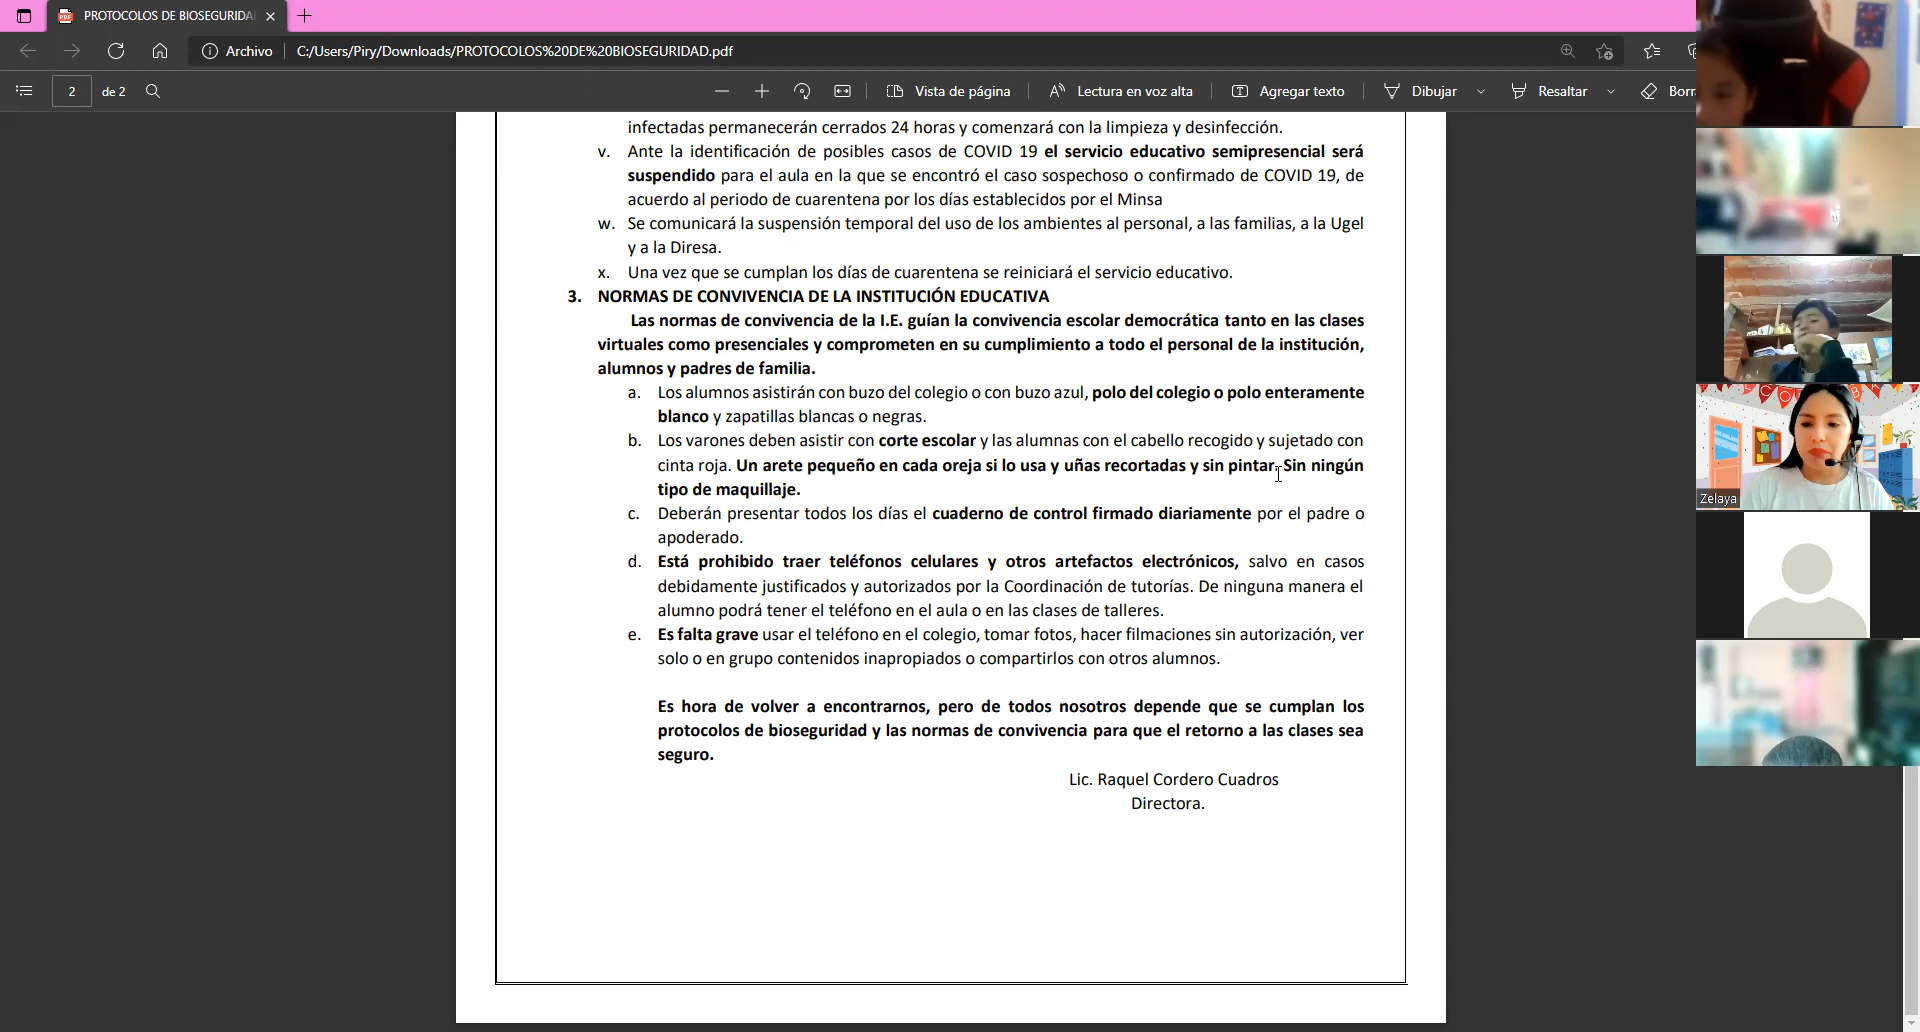 PROTOCOLOS DE BIOSEGURIDA
Archivo
C:/Users/Piry/Downloads/PROTOCOLOS%20DE%20BIOSEGURIDAD.pdf
2 de 2
Vista de página
Lectura en voz alta
Agregar texto
Dibujar
Resaltar
Borr
infectadas permanecerán cerrados 24 horas y comenzará con la limpieza y desinfección.
v. Ante la identificación de posibles casos de COVID 19 el servicio educativo semipresencial será
suspendido para el aula en la que se encontró el caso sospechoso o confirmado de COVID 19, de
acuerdo al periodo de cuarentena por los días establecidos por el Minsa
w. Se comunicará la suspensión temporal del uso de los ambientes al personal, a las familias, a la Ugel
y a la Diresa.
x. Una vez que se cumplan los días de cuarentena se reiniciará el servicio educativo.
3. NORMAS DE CONVIVENCIA DE LA INSTITUCIÓN EDUCATIVA
Las normas de convivencia de la I.E. guían la convivencia escolar democrática tanto en las clases
virtuales como presenciales y comprometen en su cumplimiento a todo el personal de la institución,
alumnos y padres de familia.
a. Los alumnos asistirán con buzo del colegio o con buzo azul, polo del colegio o polo enteramente
blanco y zapatillas blancas o negras.
b. Los varones deben asistir con corte escolar y las alumnas con el cabello recogido y sujetado con
cinta roja. Un arete pequeño en cada oreja si lo usa y uñas recortadas y sin pintar. Sin ningún
tipo de maquillaje.
c. Deberán presentar todos los días el cuaderno de control firmado diariamente por el padre o
apoderado.
d. Está prohibido traer teléfonos celulares y otros artefactos electrónicos, salvo en casos
debidamente justificados y autorizados por la Coordinación de tutorías. De ninguna manera el
alumno podrá tener el teléfono en el aula o en las clases de talleres.
e. Es falta grave usar el teléfono en el colegio, tomar fotos, hacer filmaciones sin autorización, ver
solo o en grupo contenidos inapropiados o compartirlos con otros alumnos.
Es hora de volver a encontrarnos, pero de todos nosotros depende que se cumplan los
protocolos de bioseguridad y las normas de convivencia para que el retorno a las clases sea
seguro.
Lic. Raquel Cordero Cuadros
Directora.
Zelaya